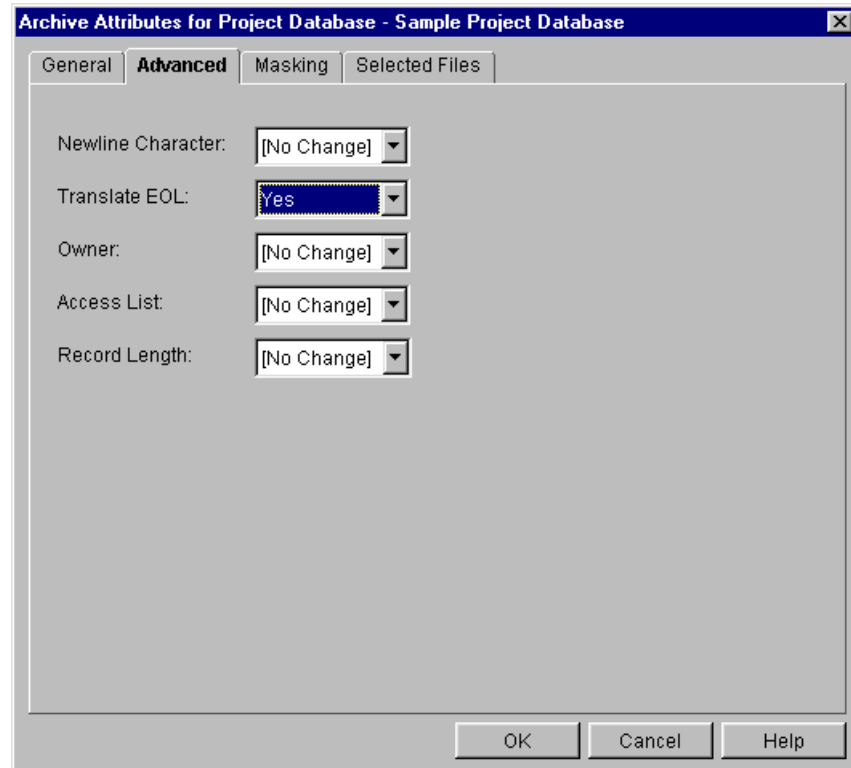 Archive Attributes for Project Database - Sample Project Database
General Advanced Masking Selected Files
Newline Character: [No Change]
Translate EOL: Yes
Owner: [No Change]
Access List: [No Change]
Record Length: [No Change]
OK Cancel Help